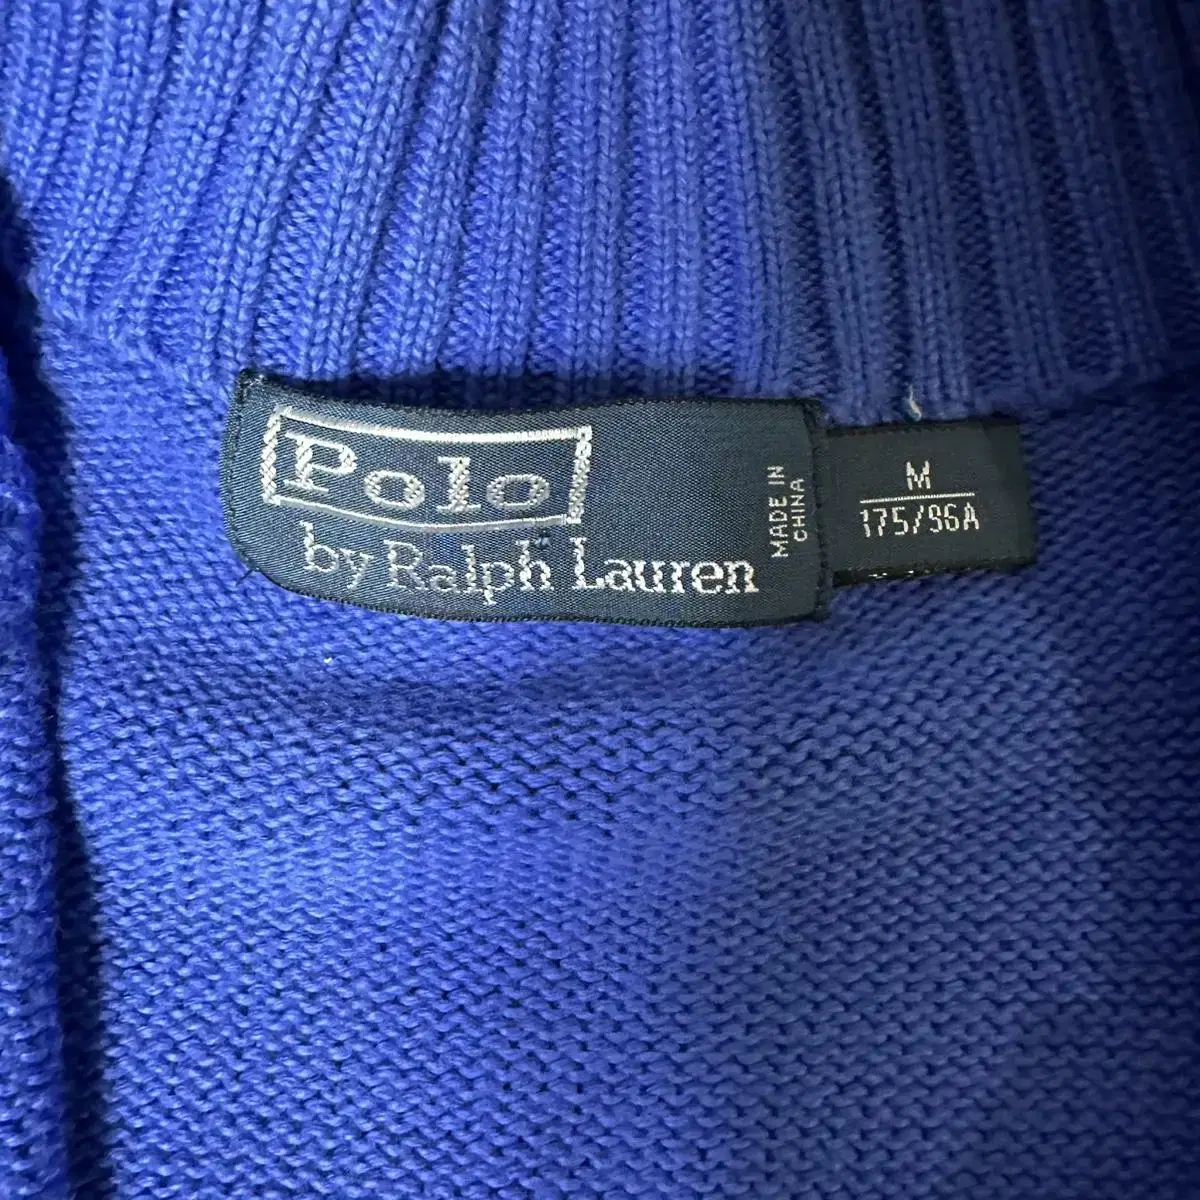 Polo
by Ralph Lauren
MADE IN
CHINA
M
175/96A